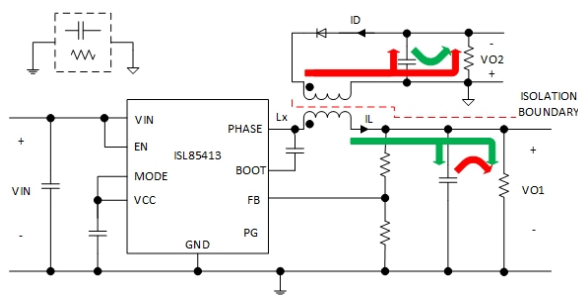 ID
-
VO2
+
ISOLATION
BOUNDARY
Lx
IL
VIN
PHASE
+
EN
ISL85413
+
MODE
BOOT
VIN
VCC
FB
VO1
-
PG
-
GND